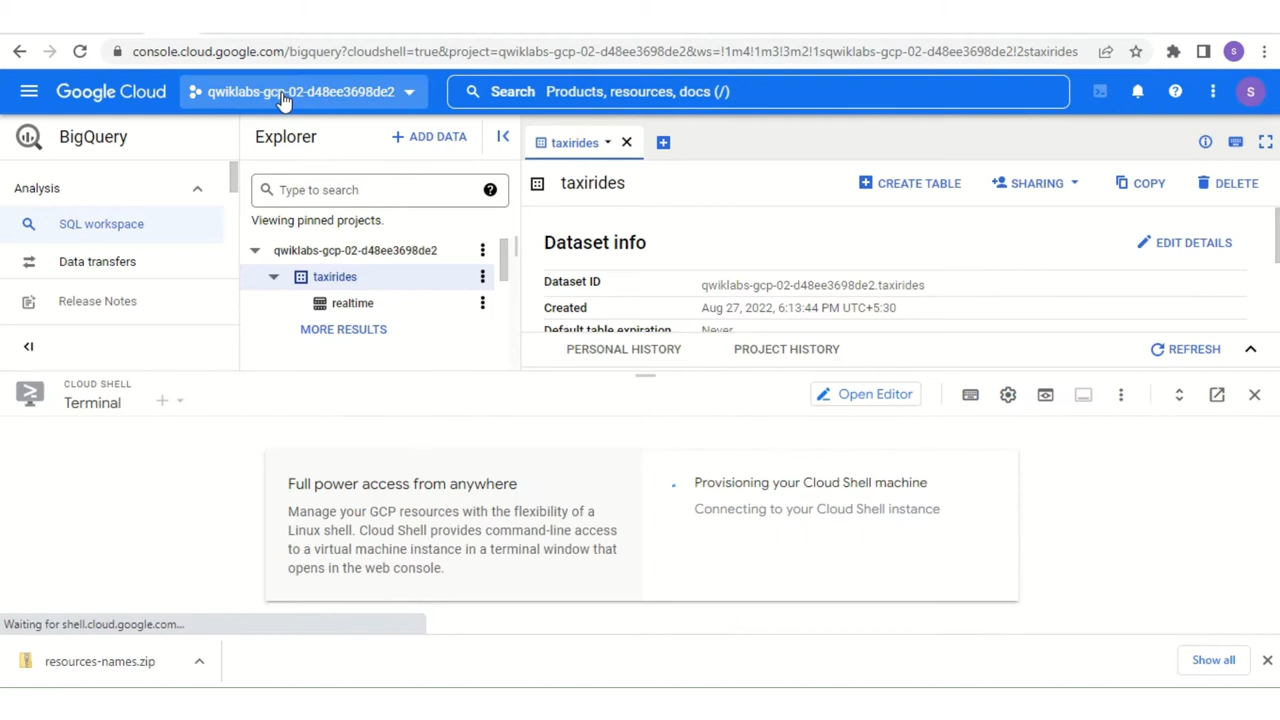 console.cloud.google.com/bigquery?cloudshell=true&project=qwiklabs-gcp-02-d48ee3698de2&ws=!1m4!1m3!3m2!1sqwiklabs-gcp-02-d48ee3698de2!2staxirides
S
Google Cloud
qwiklabs-gcp-02-d48ee3698de2
Search Products, resources, docs (/)
S
BigQuery
Explorer
ADD DATA
taxirides
Analysis
Type to search
taxirides
CREATE TABLE
SHARING
COPY
DELETE
SQL workspace
Viewing pinned projects.
Dataset info
EDIT DETAILS
qwiklabs-gcp-02-d48ee3698de2
Data transfers
taxirides
Dataset ID
qwiklabs-gcp-02-d48ee3698de2.taxirides
Release Notes
realtime
Created
Aug 27, 2022, 6:13:44 PM UTC+5:30
MORE RESULTS
Default table expiration
Never
PERSONAL HISTORY
PROJECT HISTORY
REFRESH
CLOUD SHELL
Terminal
Open Editor
Full power access from anywhere
Manage your GCP resources with the flexibility of a
Linux shell. Cloud Shell provides command-line access
to a virtual machine instance in a terminal window that
opens in the web console.
Provisioning your Cloud Shell machine
Connecting to your Cloud Shell instance
Waiting for shell.cloud.google.com...
resources-names.zip
Show all